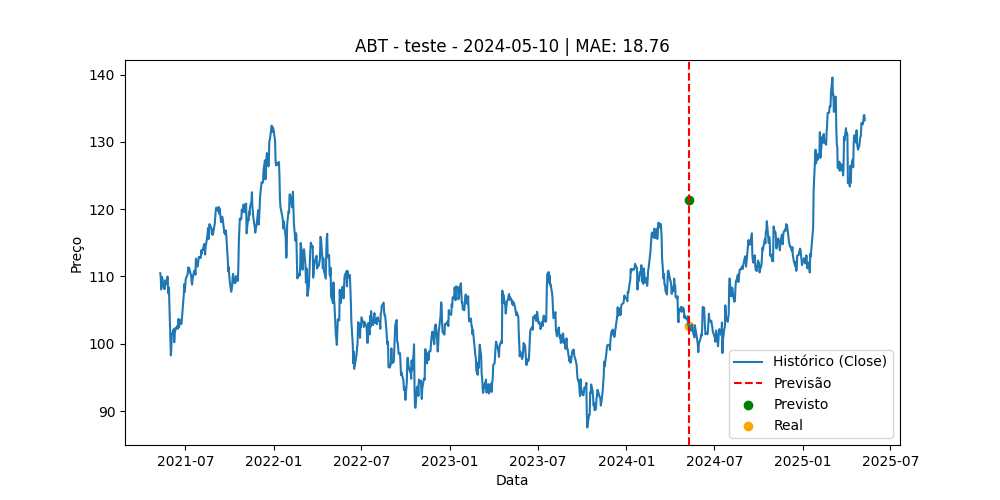 ABT - teste - 2024-05-10 | MAE: 18.76
Preço
140
130
120
110
100
90
Histórico (Close)
Previsão
Previsto
Real
2021-07
2022-01
2022-07
2023-01
2023-07
2024-01
2024-07
2025-01
2025-07
Data